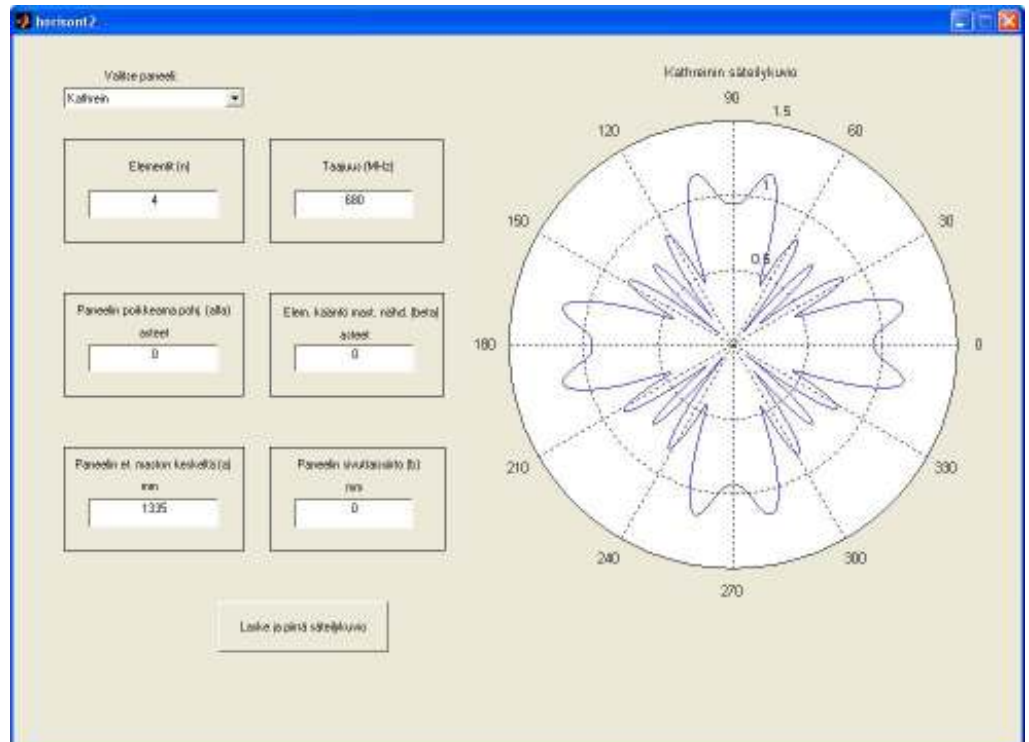 horisont2
Valitse paneeli:
Kathrein
Elementit (n)
4
Taajuus (MHz)
680
Paneelin poikkeama pohj. (alfa)
asteet
0
Elem. kääntö mast. nähd. (beta)
asteet
0
Paneelin et. maston keskeltä (a)
mm
1335
Paneelin sivuttaissiirto (b)
mm
0
Laske ja piirrä säteilykuvio
Kathreinin säteilykuvio
90
1.5
120
60
1
150
30
0.5
180
0
210
330
240
300
270